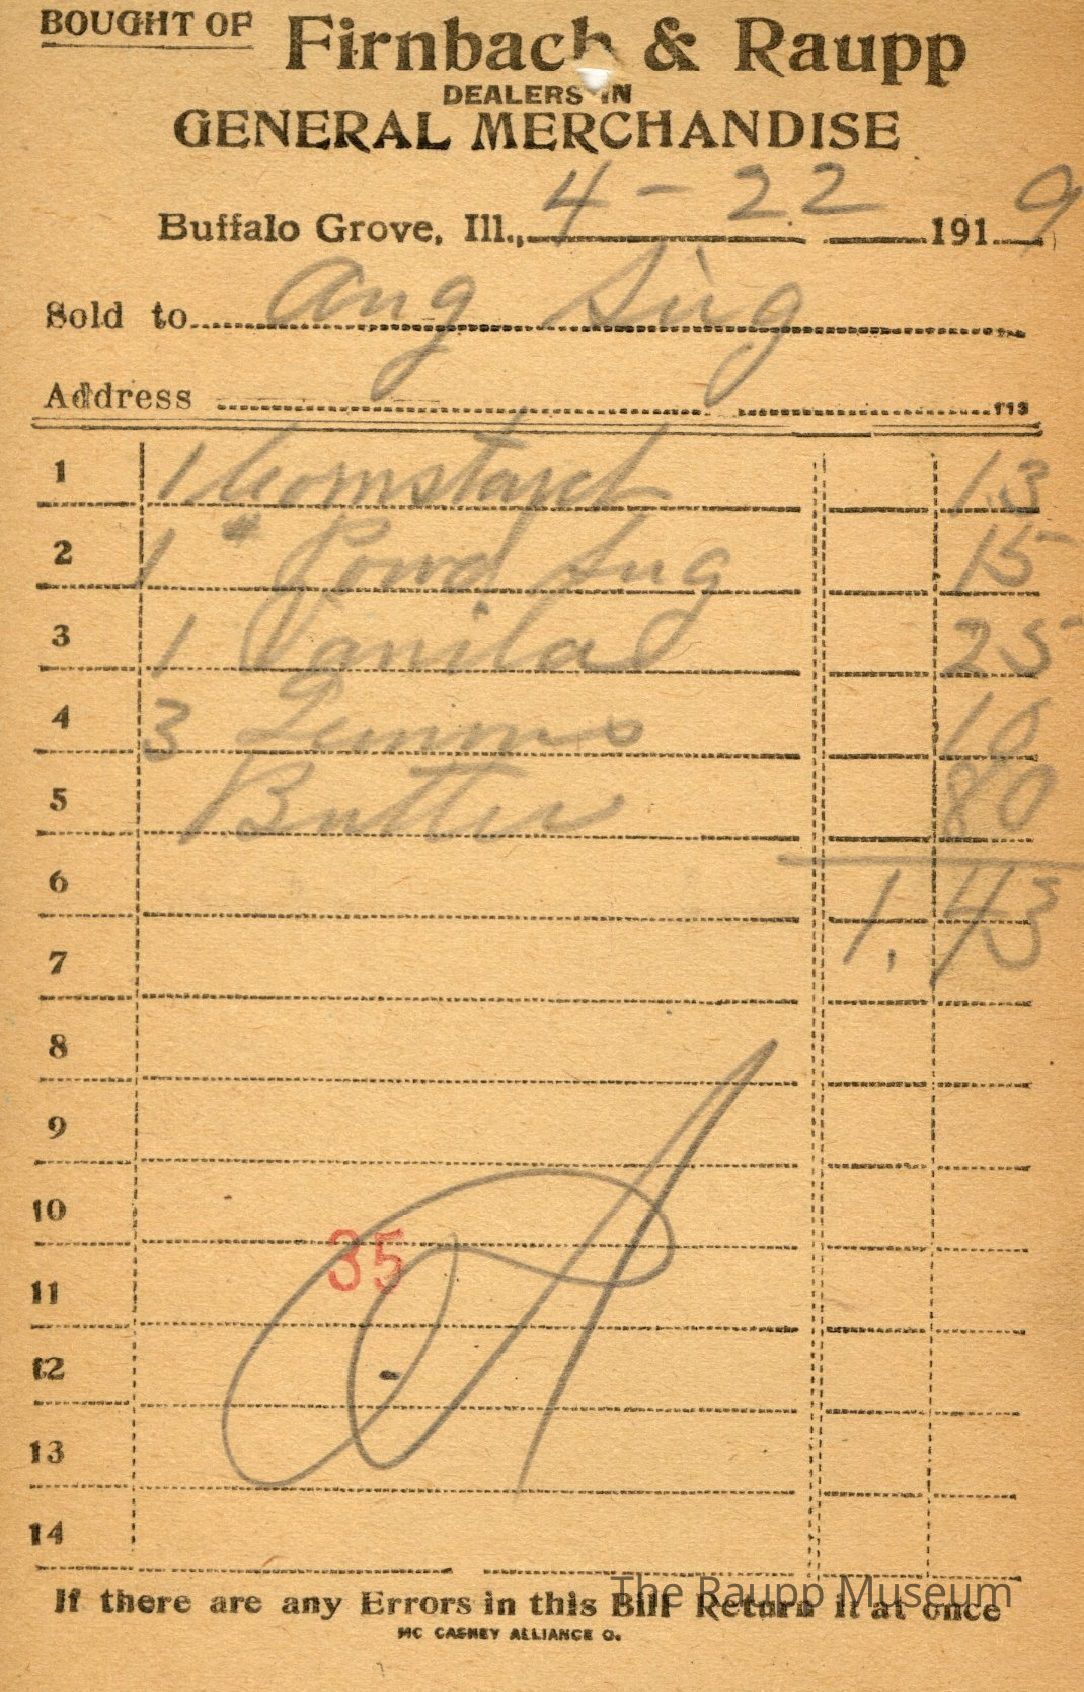 BOUGHT OF Firnbach & Raupp
DEALERS IN
GENERAL MERCHANDISE
Buffalo Grove, Ill., 4 - 22 1919
Sold to Aug Sig
Address
1 1 Cornstarch 13
2 1 # Powd Sug 15
3 1 Vanila 25
4 3 Lemons 10
5 Butter 80
6 1.43
7
8
9
10
35
11
12
13
14
If there are any Errors in this Bill Return it at once
The Raupp Museum
MC CASKEY ALLIANCE O.